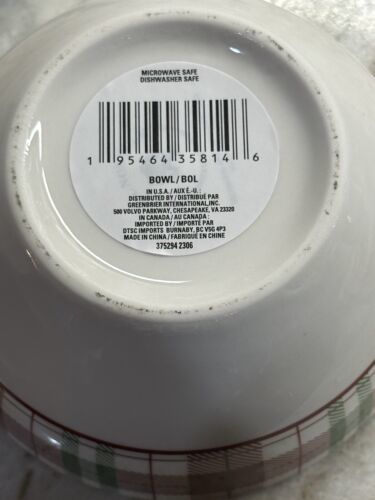 MICROWAVE SAFE
DISHWASHER SAFE
1 95464 35814 6
BOWL/BOL
IN U.S.A./AUX É.-U.:
DISTRIBUTED BY/DISTRIBUÉ PAR
GREENBRIER INTERNATIONAL,INC.
500 VOLVO PARKWAY, CHESAPEAKE, VA 23320
IN CANADA/AU CANADA:
IMPORTED BY/IMPORTÉ PAR
DTSC IMPORTS BURNABY, BC V5G 4P3
MADE IN CHINA/FABRIQUÉ EN CHINE
375294 2306